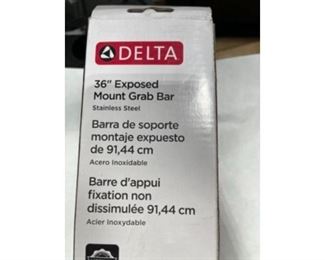 DELTA
36" Exposed
Mount Grab Bar
Stainless Steel
Barra de soporte
montaje expuesto
de 91,44 cm
Acero Inoxidable
Barre d'appui
fixation non
dissimulée 91,44 cm
Acier Inoxydable